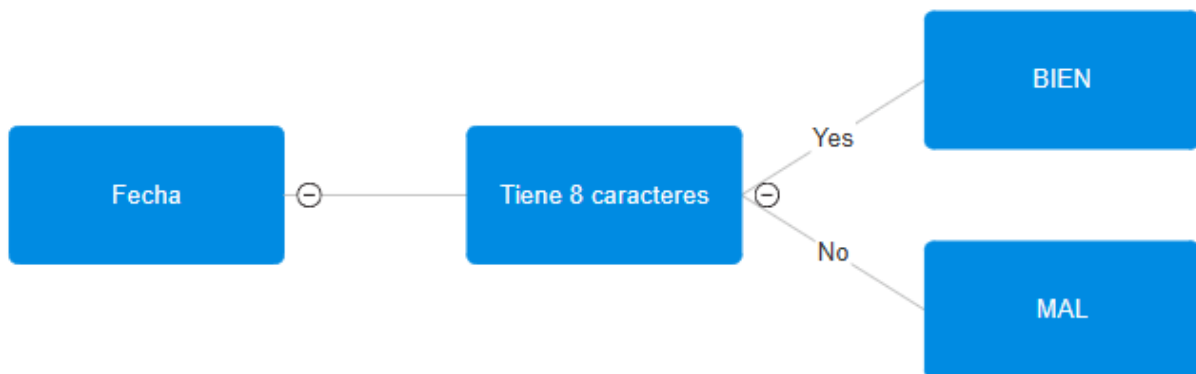 Fecha
Tiene 8 caracteres
Yes
BIEN
No
MAL